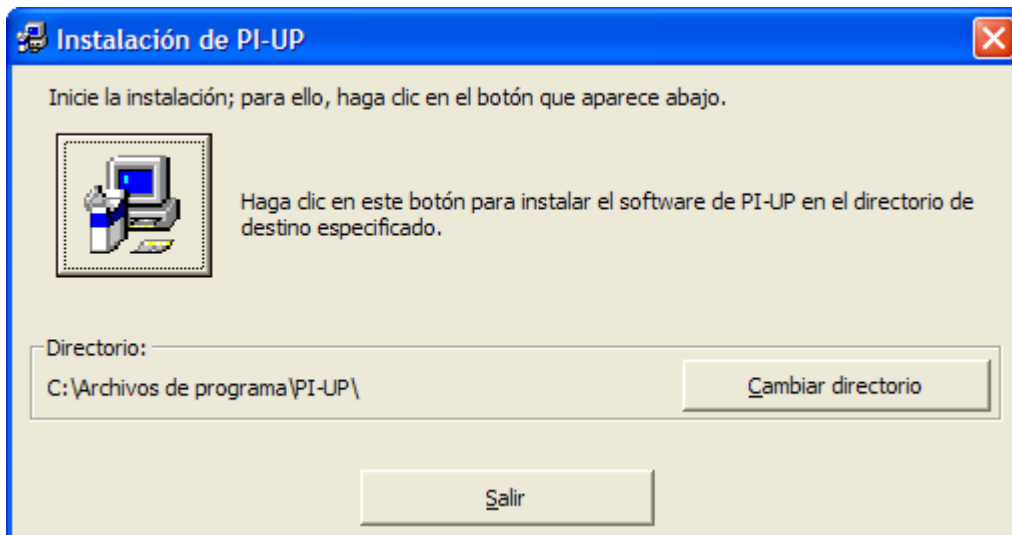 Instalación de PI-UP
Inicie la instalación; para ello, haga clic en el botón que aparece abajo.
Haga clic en este botón para instalar el software de PI-UP en el directorio de
destino especificado.
Directorio:
C:\Archivos de programa\PI-UP\
Cambiar directorio
Salir